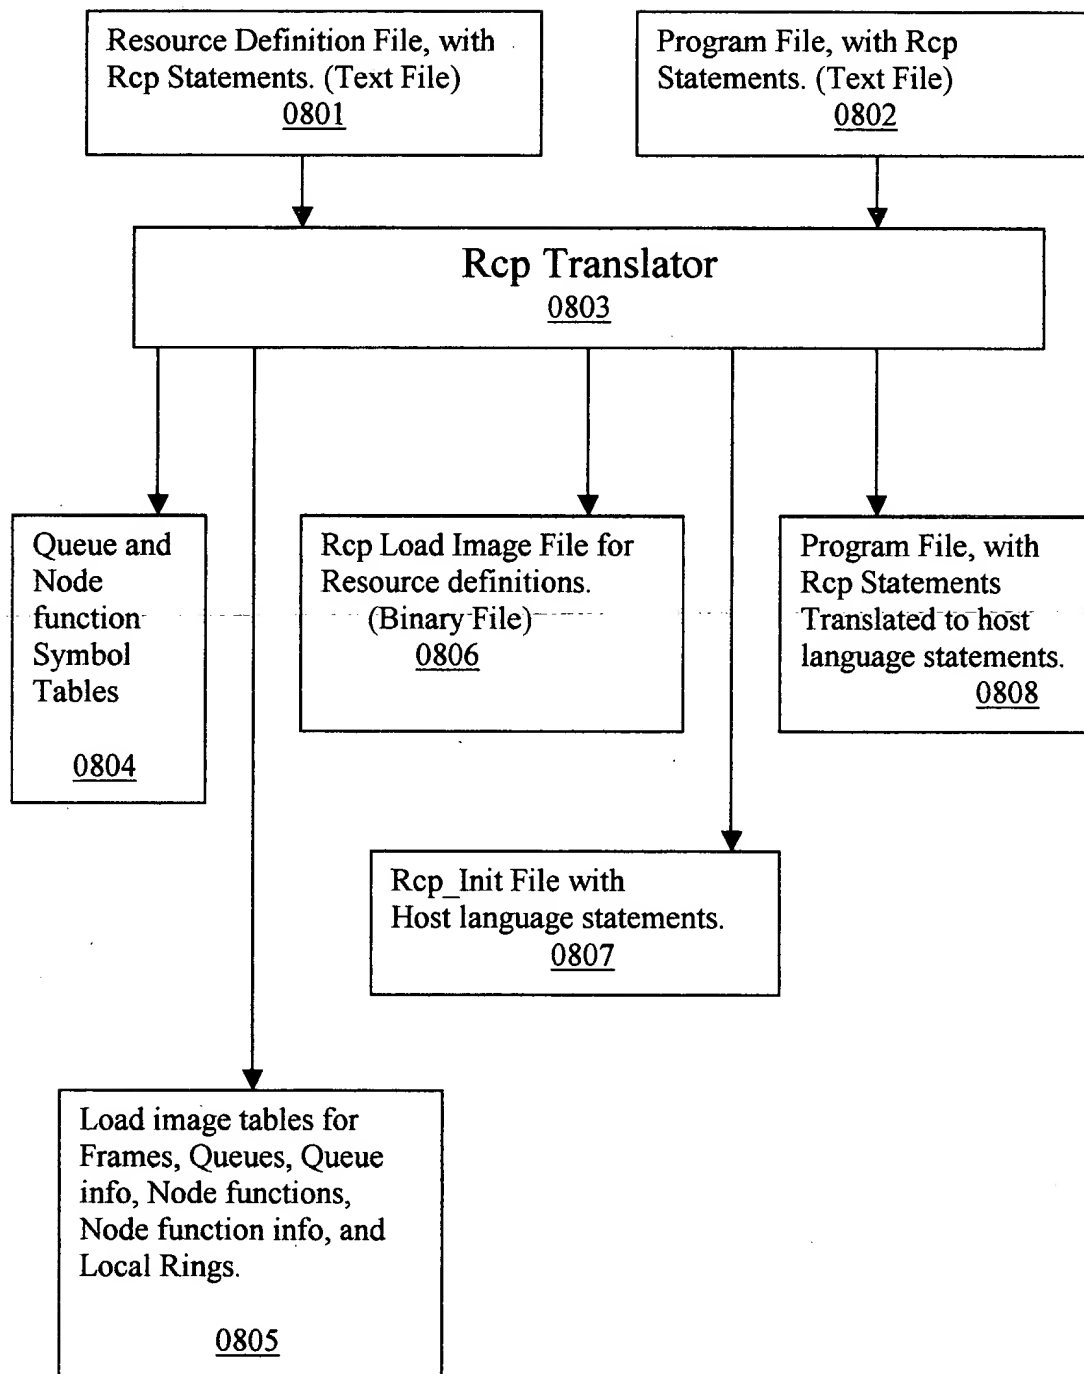 Resource Definition File, with
Rcp Statements. (Text File)
0801
Program File, with Rcp
Statements. (Text File)
0802
Rcp Translator
0803
Queue and
Node
function
Symbol
Tables
0804
Rcp Load Image File for
Resource definitions.
(Binary File)
0806
Program File, with
Rcp Statements
Translated to host
language statements.
0808
Rcp_Init File with
Host language statements.
0807
Load image tables for
Frames, Queues, Queue
info, Node functions,
Node function info, and
Local Rings.
0805